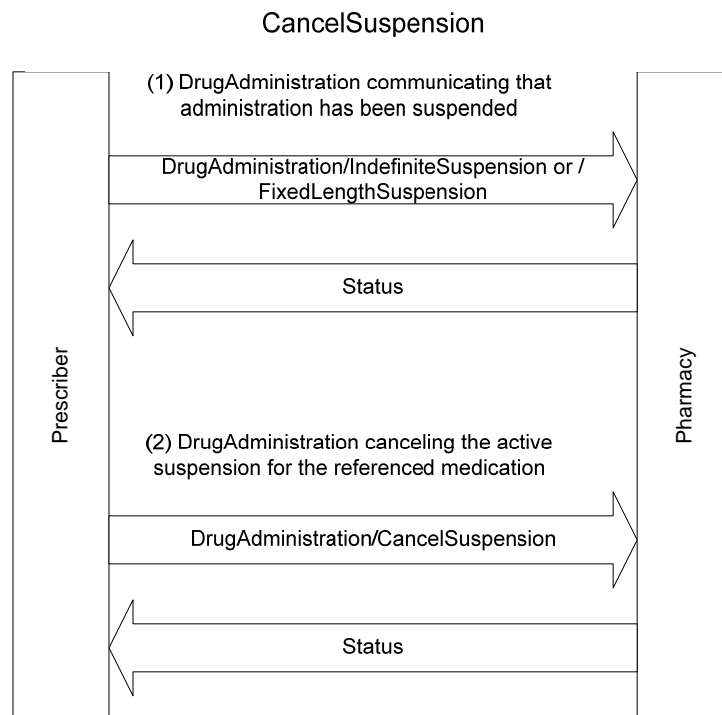 CancelSuspension
(1) DrugAdministration communicating that
administration has been suspended
DrugAdministration/IndefiniteSuspension or /
FixedLengthSuspension
Status
Prescriber
Pharmacy
(2) DrugAdministration canceling the active
suspension for the referenced medication
DrugAdministration/CancelSuspension
Status